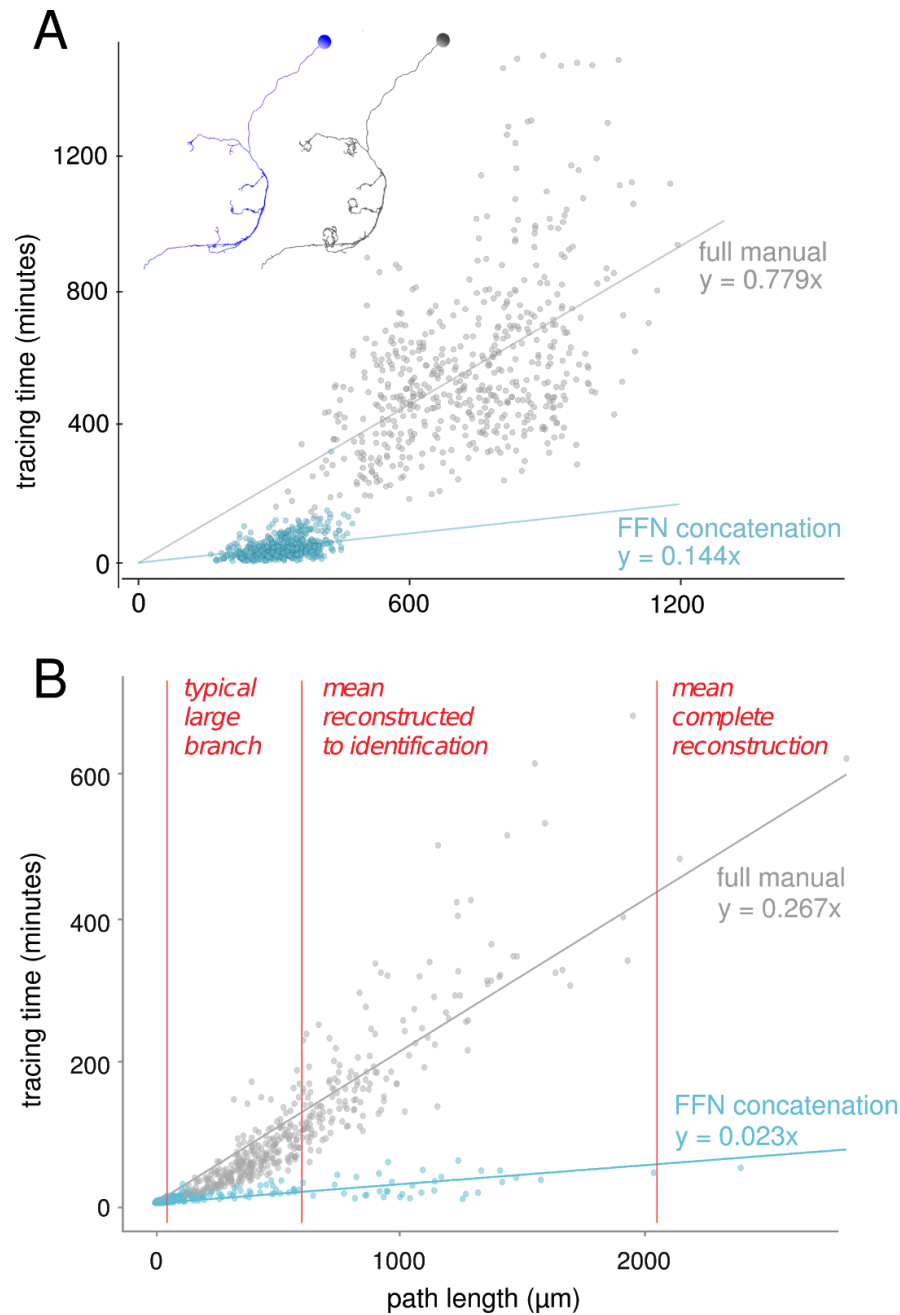 A
1200
800
400
0
tracing time (minutes)
full manual
y = 0.779x
FFN concatenation
y = 0.144x
0
600
1200
B
typical
large
branch
mean
reconstructed
to identification
mean
complete
reconstruction
600
400
200
0
tracing time (minutes)
full manual
y = 0.267x
FFN concatenation
y = 0.023x
0
1000
2000
path length (µm)